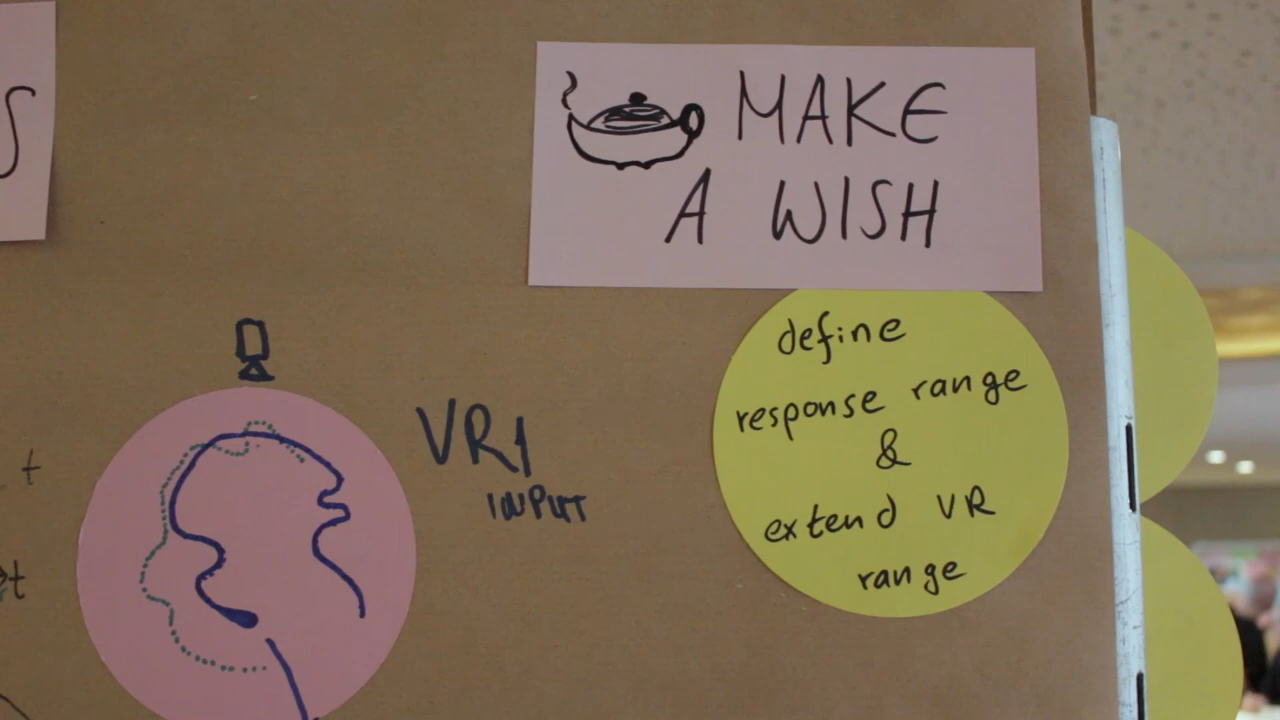 S
MAKE
A WISH
define
response range
&
extend VR
range
VR1
INPUT
t
t